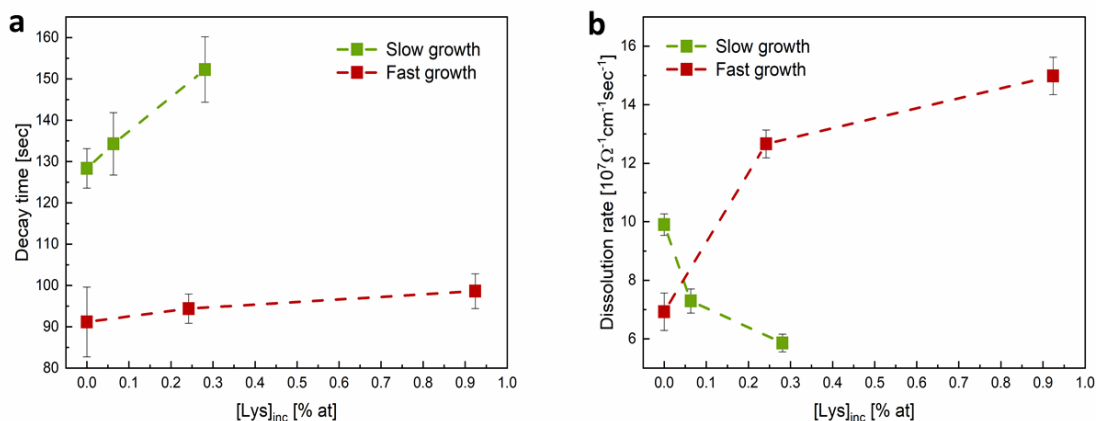 a
160
150
140
130
120
110
100
90
80
Decay time [sec]
Slow growth
Fast growth
0.0 0.1 0.2 0.3 0.4 0.5 0.6 0.7 0.8 0.9 1.0
[Lys]inc [% at]
b
16
14
12
10
8
6
Dissolution rate [10⁷Ω⁻¹cm⁻¹sec⁻¹]
Slow growth
Fast growth
0.0 0.1 0.2 0.3 0.4 0.5 0.6 0.7 0.8 0.9 1.0
[Lys]inc [% at]